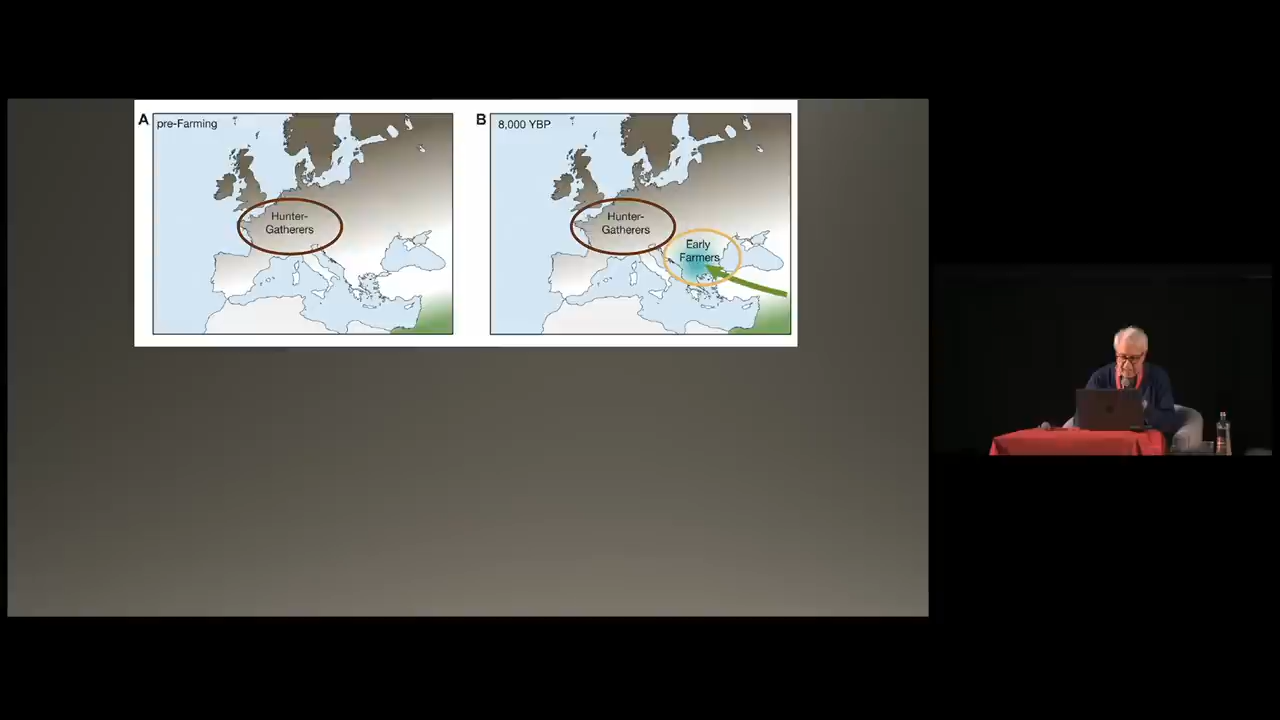 A
pre-Farming
Hunter-
Gatherers
B
8,000 YBP
Hunter-
Gatherers
Early
Farmers